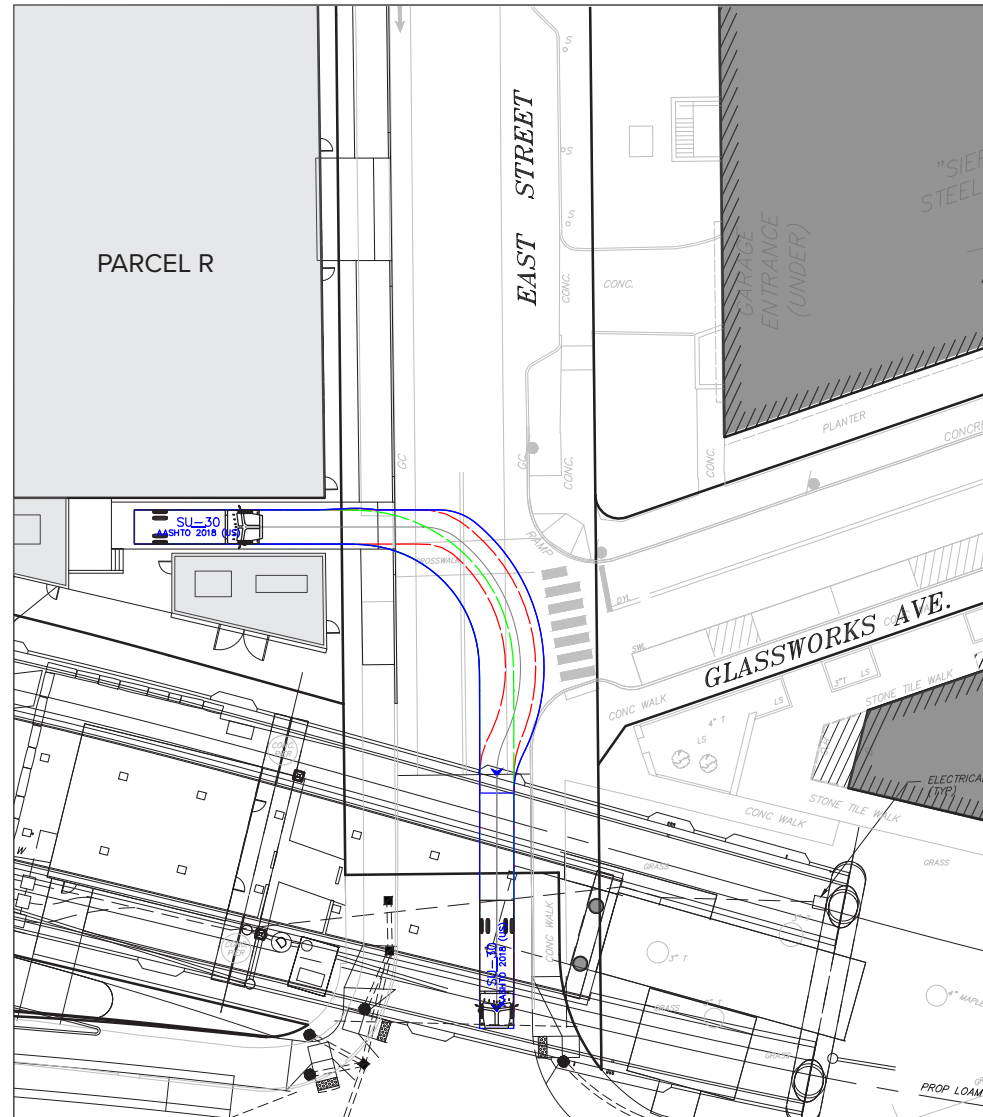 S
EAST STREET
S
"SIER
STEEL
PARCEL R
S
GARAGE
ENTRANCE
(UNDER)
CONC.
CONC.
PLANTER
CONCRE
GC
GC
CONC.
CONC.
SU-30
AASHTO 2018 (US)
RAMP
CROSSWALK
DYL
SWL
GLASSWORKS AVE.
CONC WALK
3" T
LS
STONE TILE WALK
LS
4" T
LS
CONC
ELECTRICAL
(TYP)
STONE TILE WALK
CONC WALK
W
GRASS
GRASS
CONC WALK
SU-30
AASHTO 2018 (US)
3" T
GRASS
4" MAPLE
GRASS
PROP LOAM